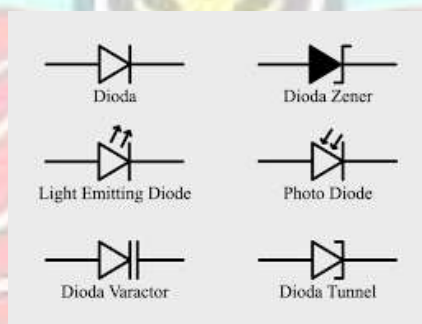 Dioda
Dioda Zener
Light Emitting Diode
Photo Diode
Dioda Varactor
Dioda Tunnel